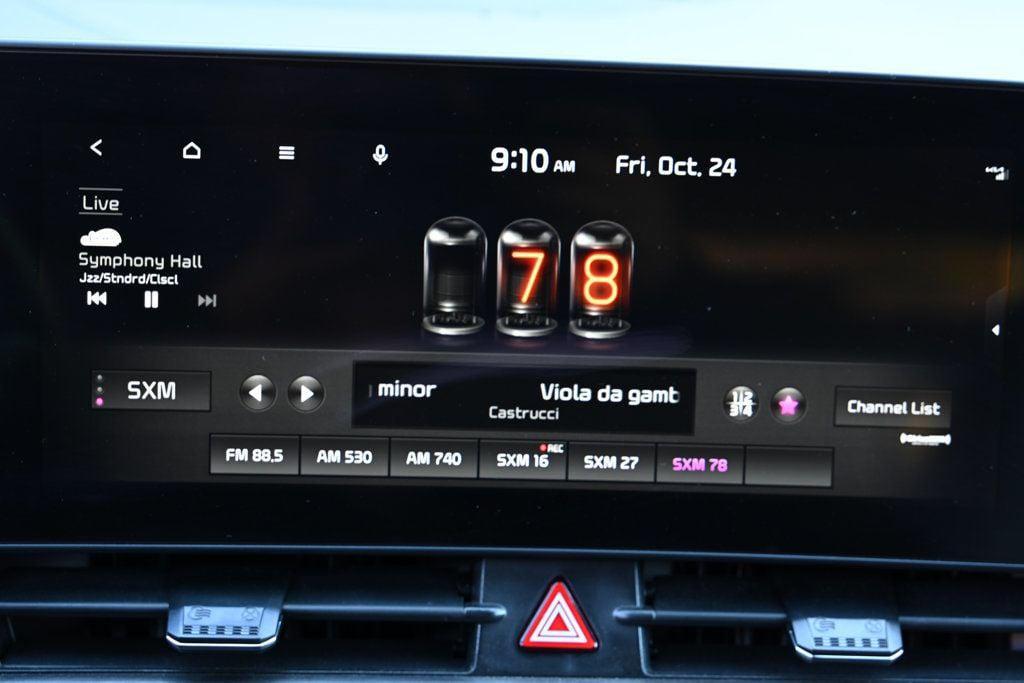 9:10 AM Fri, Oct. 24
Live
Symphony Hall
Jzz/Stndrd/Clscl
78
SXM
minor Viola da gamb
Castrucci
1 2 3 4
Channel List
FM 88.5 AM 530 AM 740 SXM 16 REC SXM 27 SXM 78